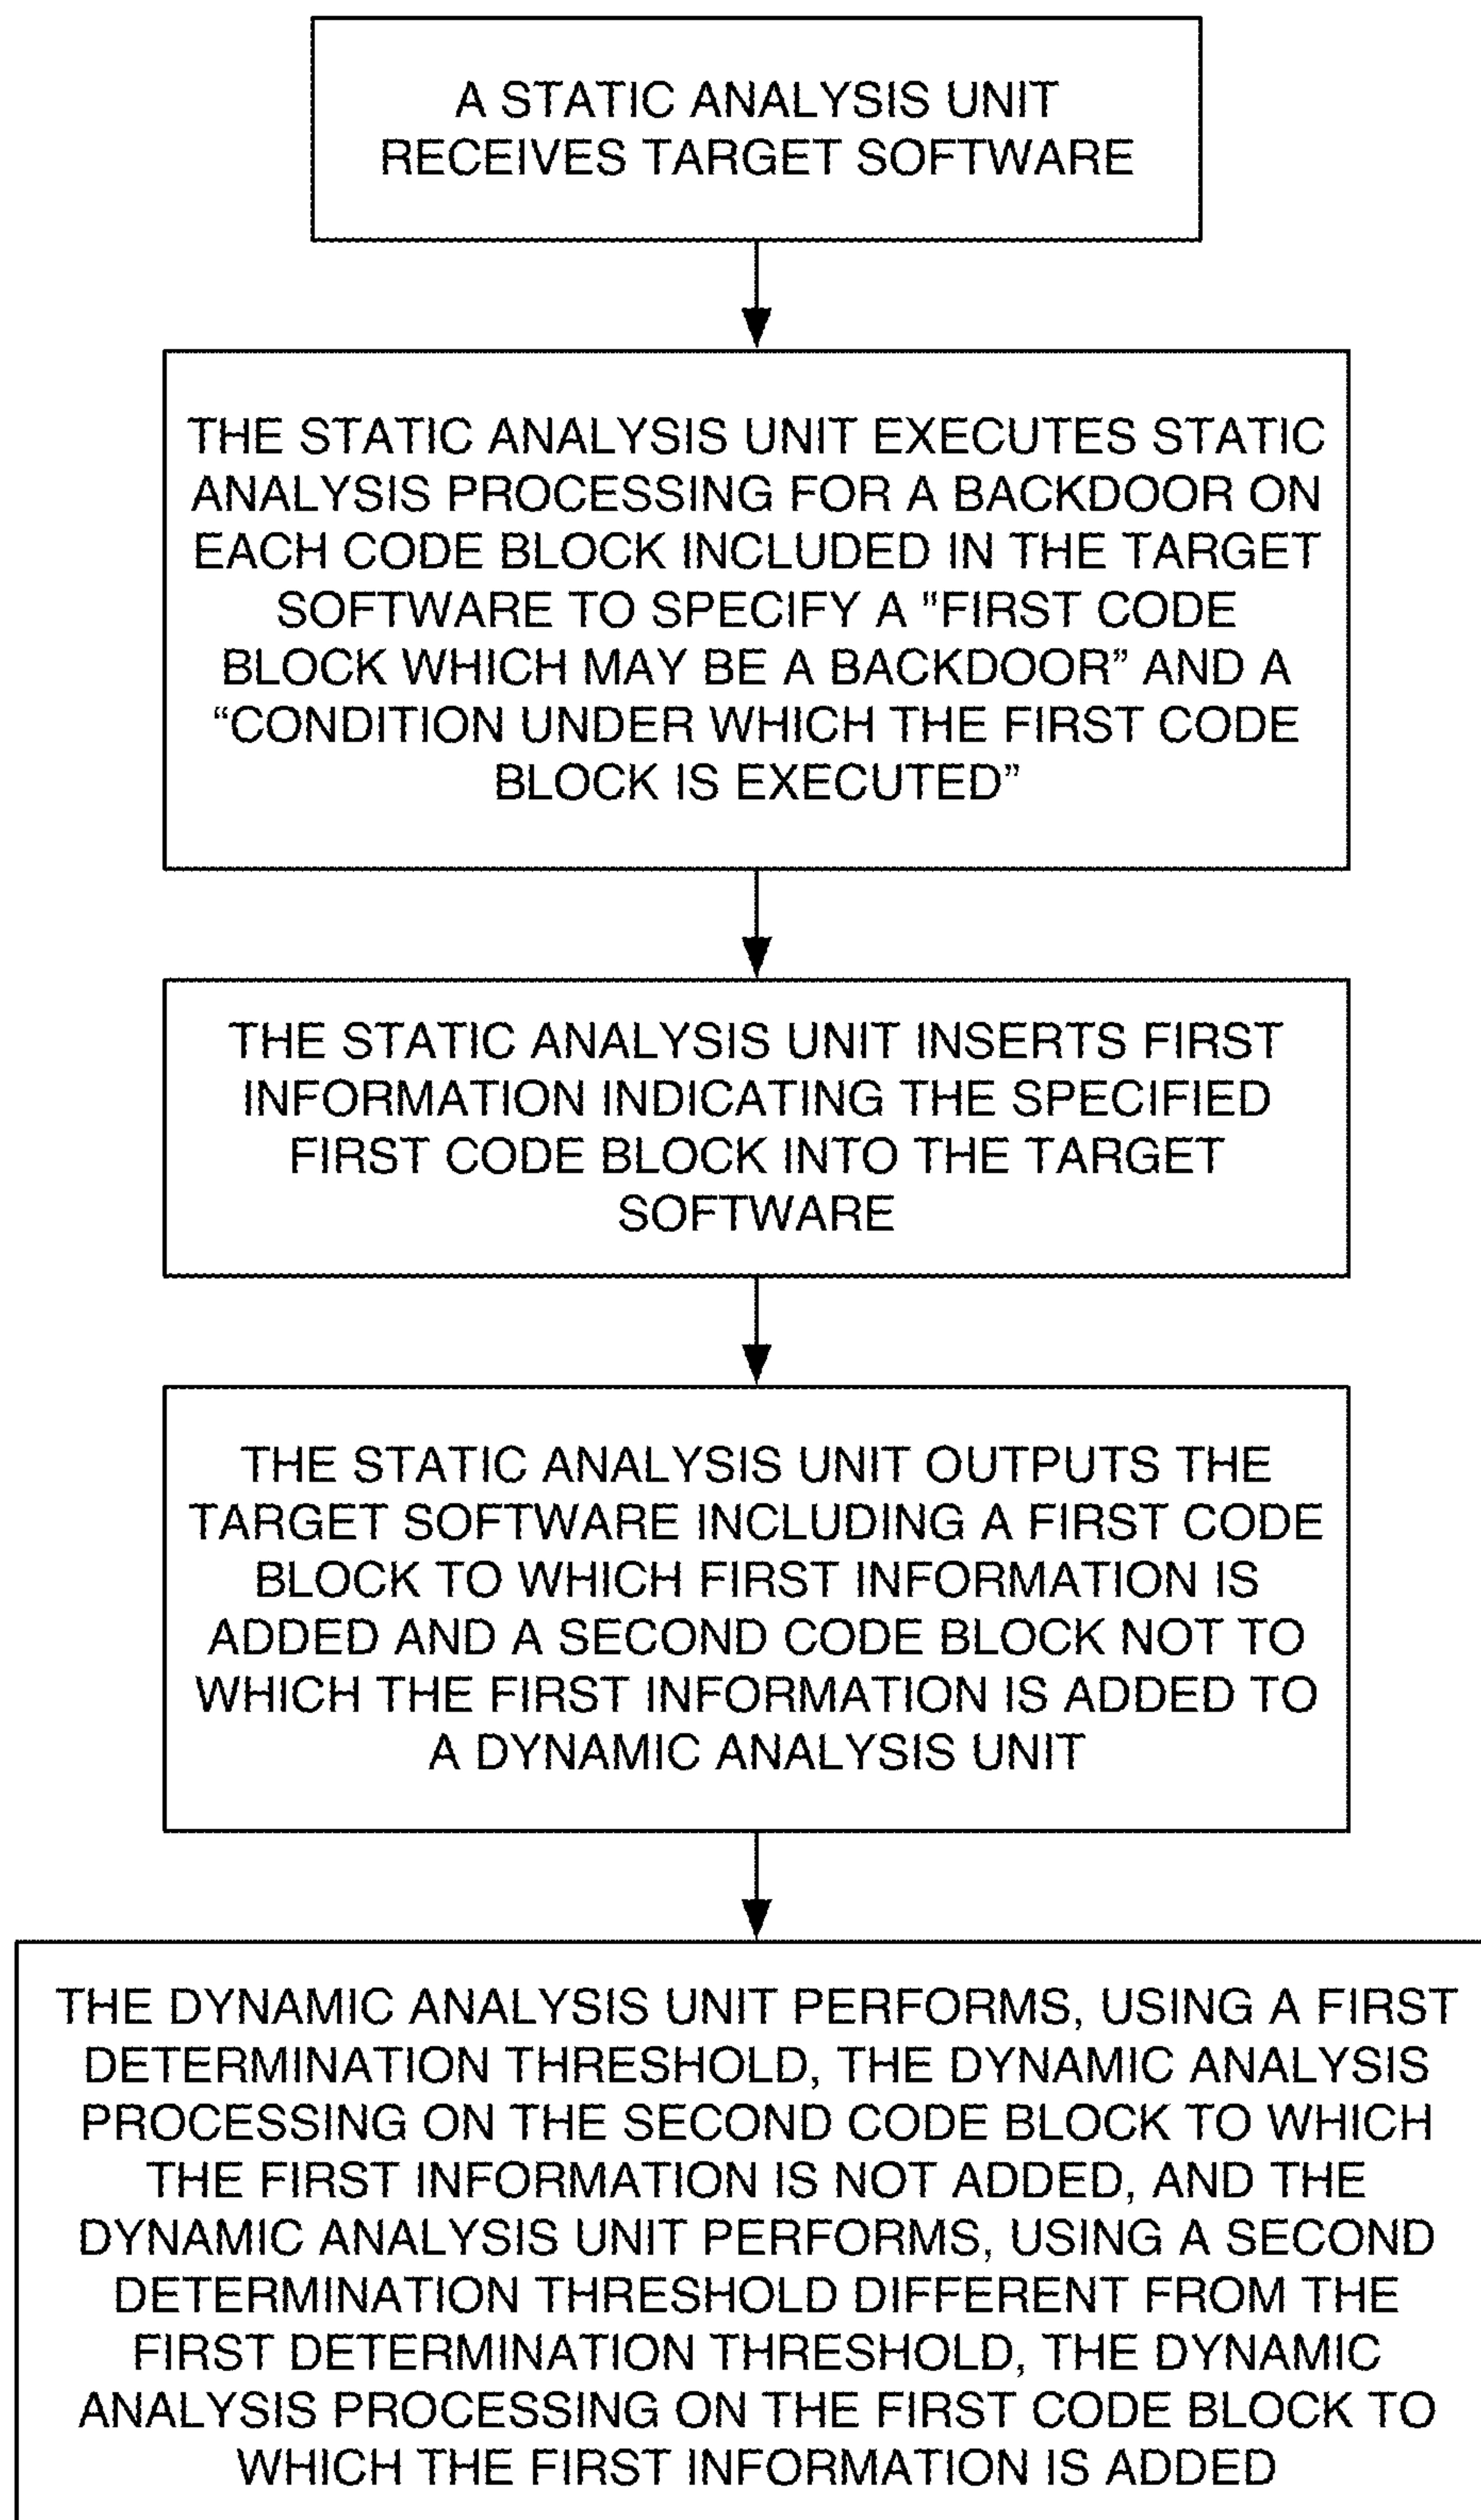 A STATIC ANALYSIS UNIT
RECEIVES TARGET SOFTWARE
THE STATIC ANALYSIS UNIT EXECUTES STATIC
ANALYSIS PROCESSING FOR A BACKDOOR ON
EACH CODE BLOCK INCLUDED IN THE TARGET
SOFTWARE TO SPECIFY A “FIRST CODE
BLOCK WHICH MAY BE A BACKDOOR” AND A
“CONDITION UNDER WHICH THE FIRST CODE
BLOCK IS EXECUTED”
THE STATIC ANALYSIS UNIT INSERTS FIRST
INFORMATION INDICATING THE SPECIFIED
FIRST CODE BLOCK INTO THE TARGET
SOFTWARE
THE STATIC ANALYSIS UNIT OUTPUTS THE
TARGET SOFTWARE INCLUDING A FIRST CODE
BLOCK TO WHICH FIRST INFORMATION IS
ADDED AND A SECOND CODE BLOCK NOT TO
WHICH THE FIRST INFORMATION IS ADDED TO
A DYNAMIC ANALYSIS UNIT
THE DYNAMIC ANALYSIS UNIT PERFORMS, USING A FIRST
DETERMINATION THRESHOLD, THE DYNAMIC ANALYSIS
PROCESSING ON THE SECOND CODE BLOCK TO WHICH
THE FIRST INFORMATION IS NOT ADDED, AND THE
DYNAMIC ANALYSIS UNIT PERFORMS, USING A SECOND
DETERMINATION THRESHOLD DIFFERENT FROM THE
FIRST DETERMINATION THRESHOLD, THE DYNAMIC
ANALYSIS PROCESSING ON THE FIRST CODE BLOCK TO
WHICH THE FIRST INFORMATION IS ADDED